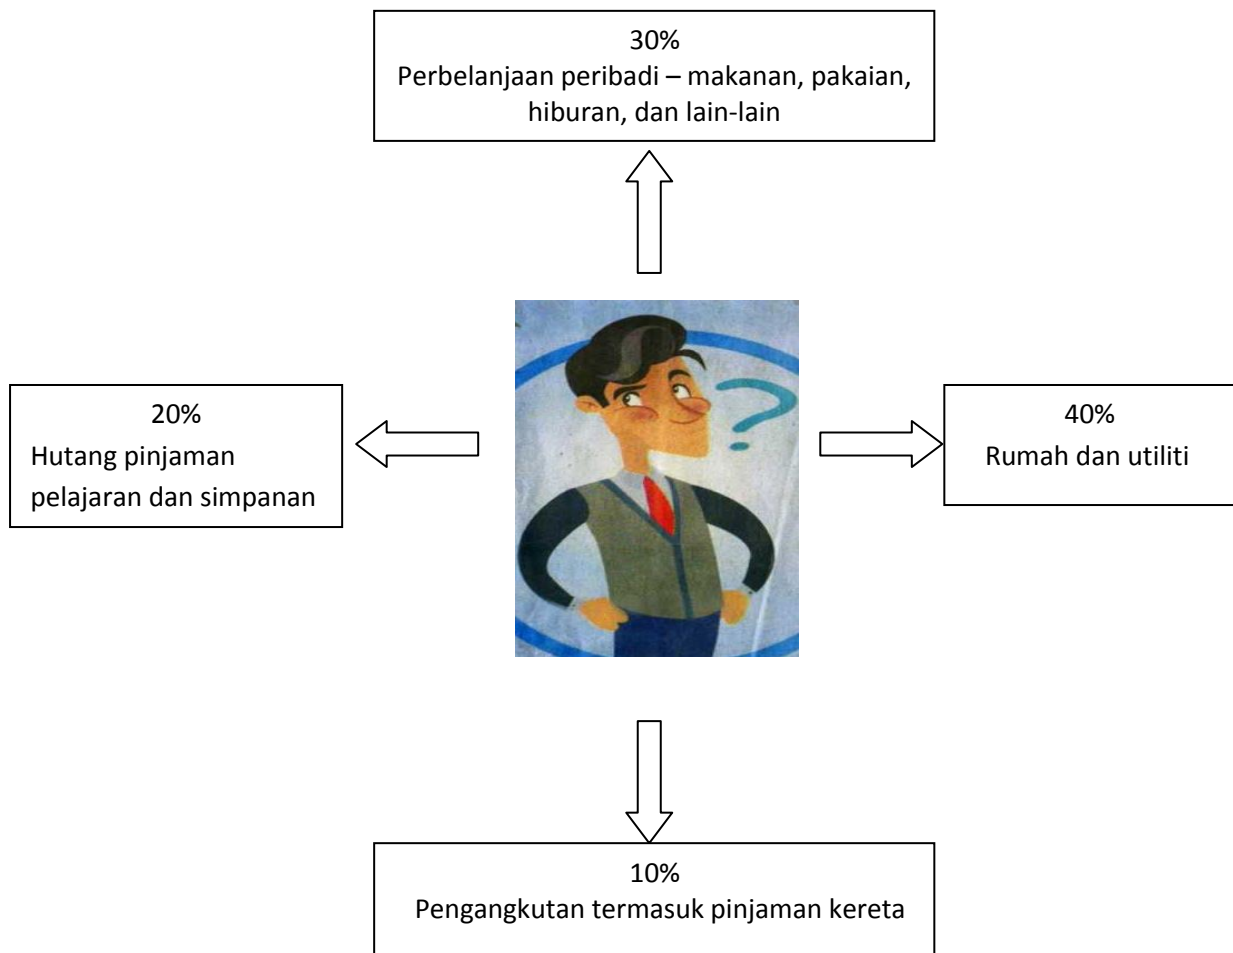 30%
Perbelanjaan peribadi – makanan, pakaian,
hiburan, dan lain-lain
20%
Hutang pinjaman
pelajaran dan simpanan
?
40%
Rumah dan utiliti
10%
Pengangkutan termasuk pinjaman kereta